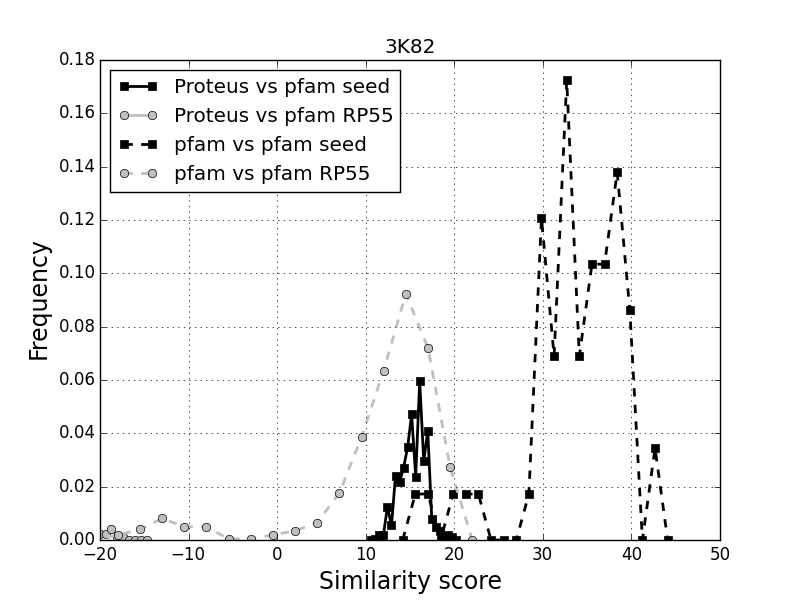 3K82
Proteus vs pfam seed
Proteus vs pfam RP55
pfam vs pfam seed
pfam vs pfam RP55
Frequency
0.18
0.16
0.14
0.12
0.10
0.08
0.06
0.04
0.02
0.00
−20 −10 0 10 20 30 40 50
Similarity score